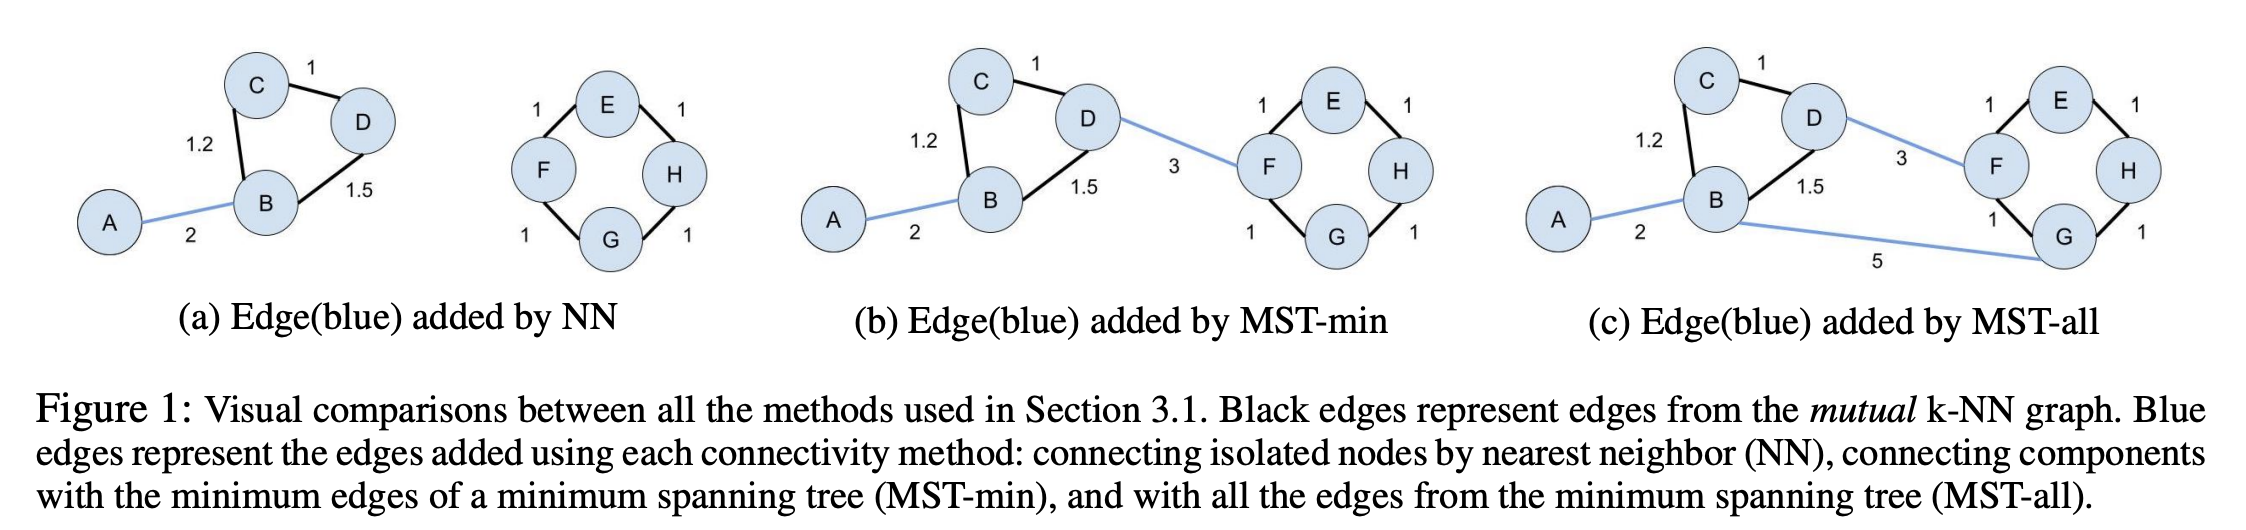 C
1
D
1.2
B
1.5
A
2
E
1
1
F
H
1
G
1
(a) Edge(blue) added by NN
C
1
D
1.2
B
1.5
A
2
3
E
1
1
F
H
1
G
1
(b) Edge(blue) added by MST-min
C
1
D
1.2
B
1.5
A
2
3
5
E
1
1
F
H
1
G
1
(c) Edge(blue) added by MST-all
Figure 1: Visual comparisons between all the methods used in Section 3.1. Black edges represent edges from the mutual k-NN graph. Blue
edges represent the edges added using each connectivity method: connecting isolated nodes by nearest neighbor (NN), connecting components
with the minimum edges of a minimum spanning tree (MST-min), and with all the edges from the minimum spanning tree (MST-all).